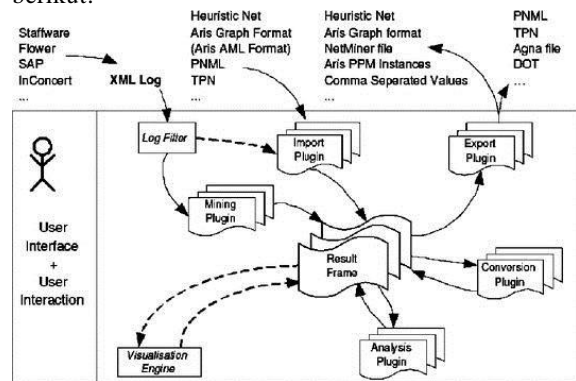 berikut:
Staffware
Flower
SAP
InConcert
...
XML Log
Heuristic Net
Aris Graph Format
(Aris AML Format)
PNML
TPN
...
Heuristic Net
Aris Graph format
NetMiner file
Aris PPM Instances
Comma Seperated Values
...
PNML
TPN
Agna file
DOT
...
Log Filter
Import
Plugin
Export
Plugin
Mining
Plugin
User
Interface
+
User
Interaction
Result
Frame
Conversion
Plugin
Visualisation
Engine
Analysis
Plugin